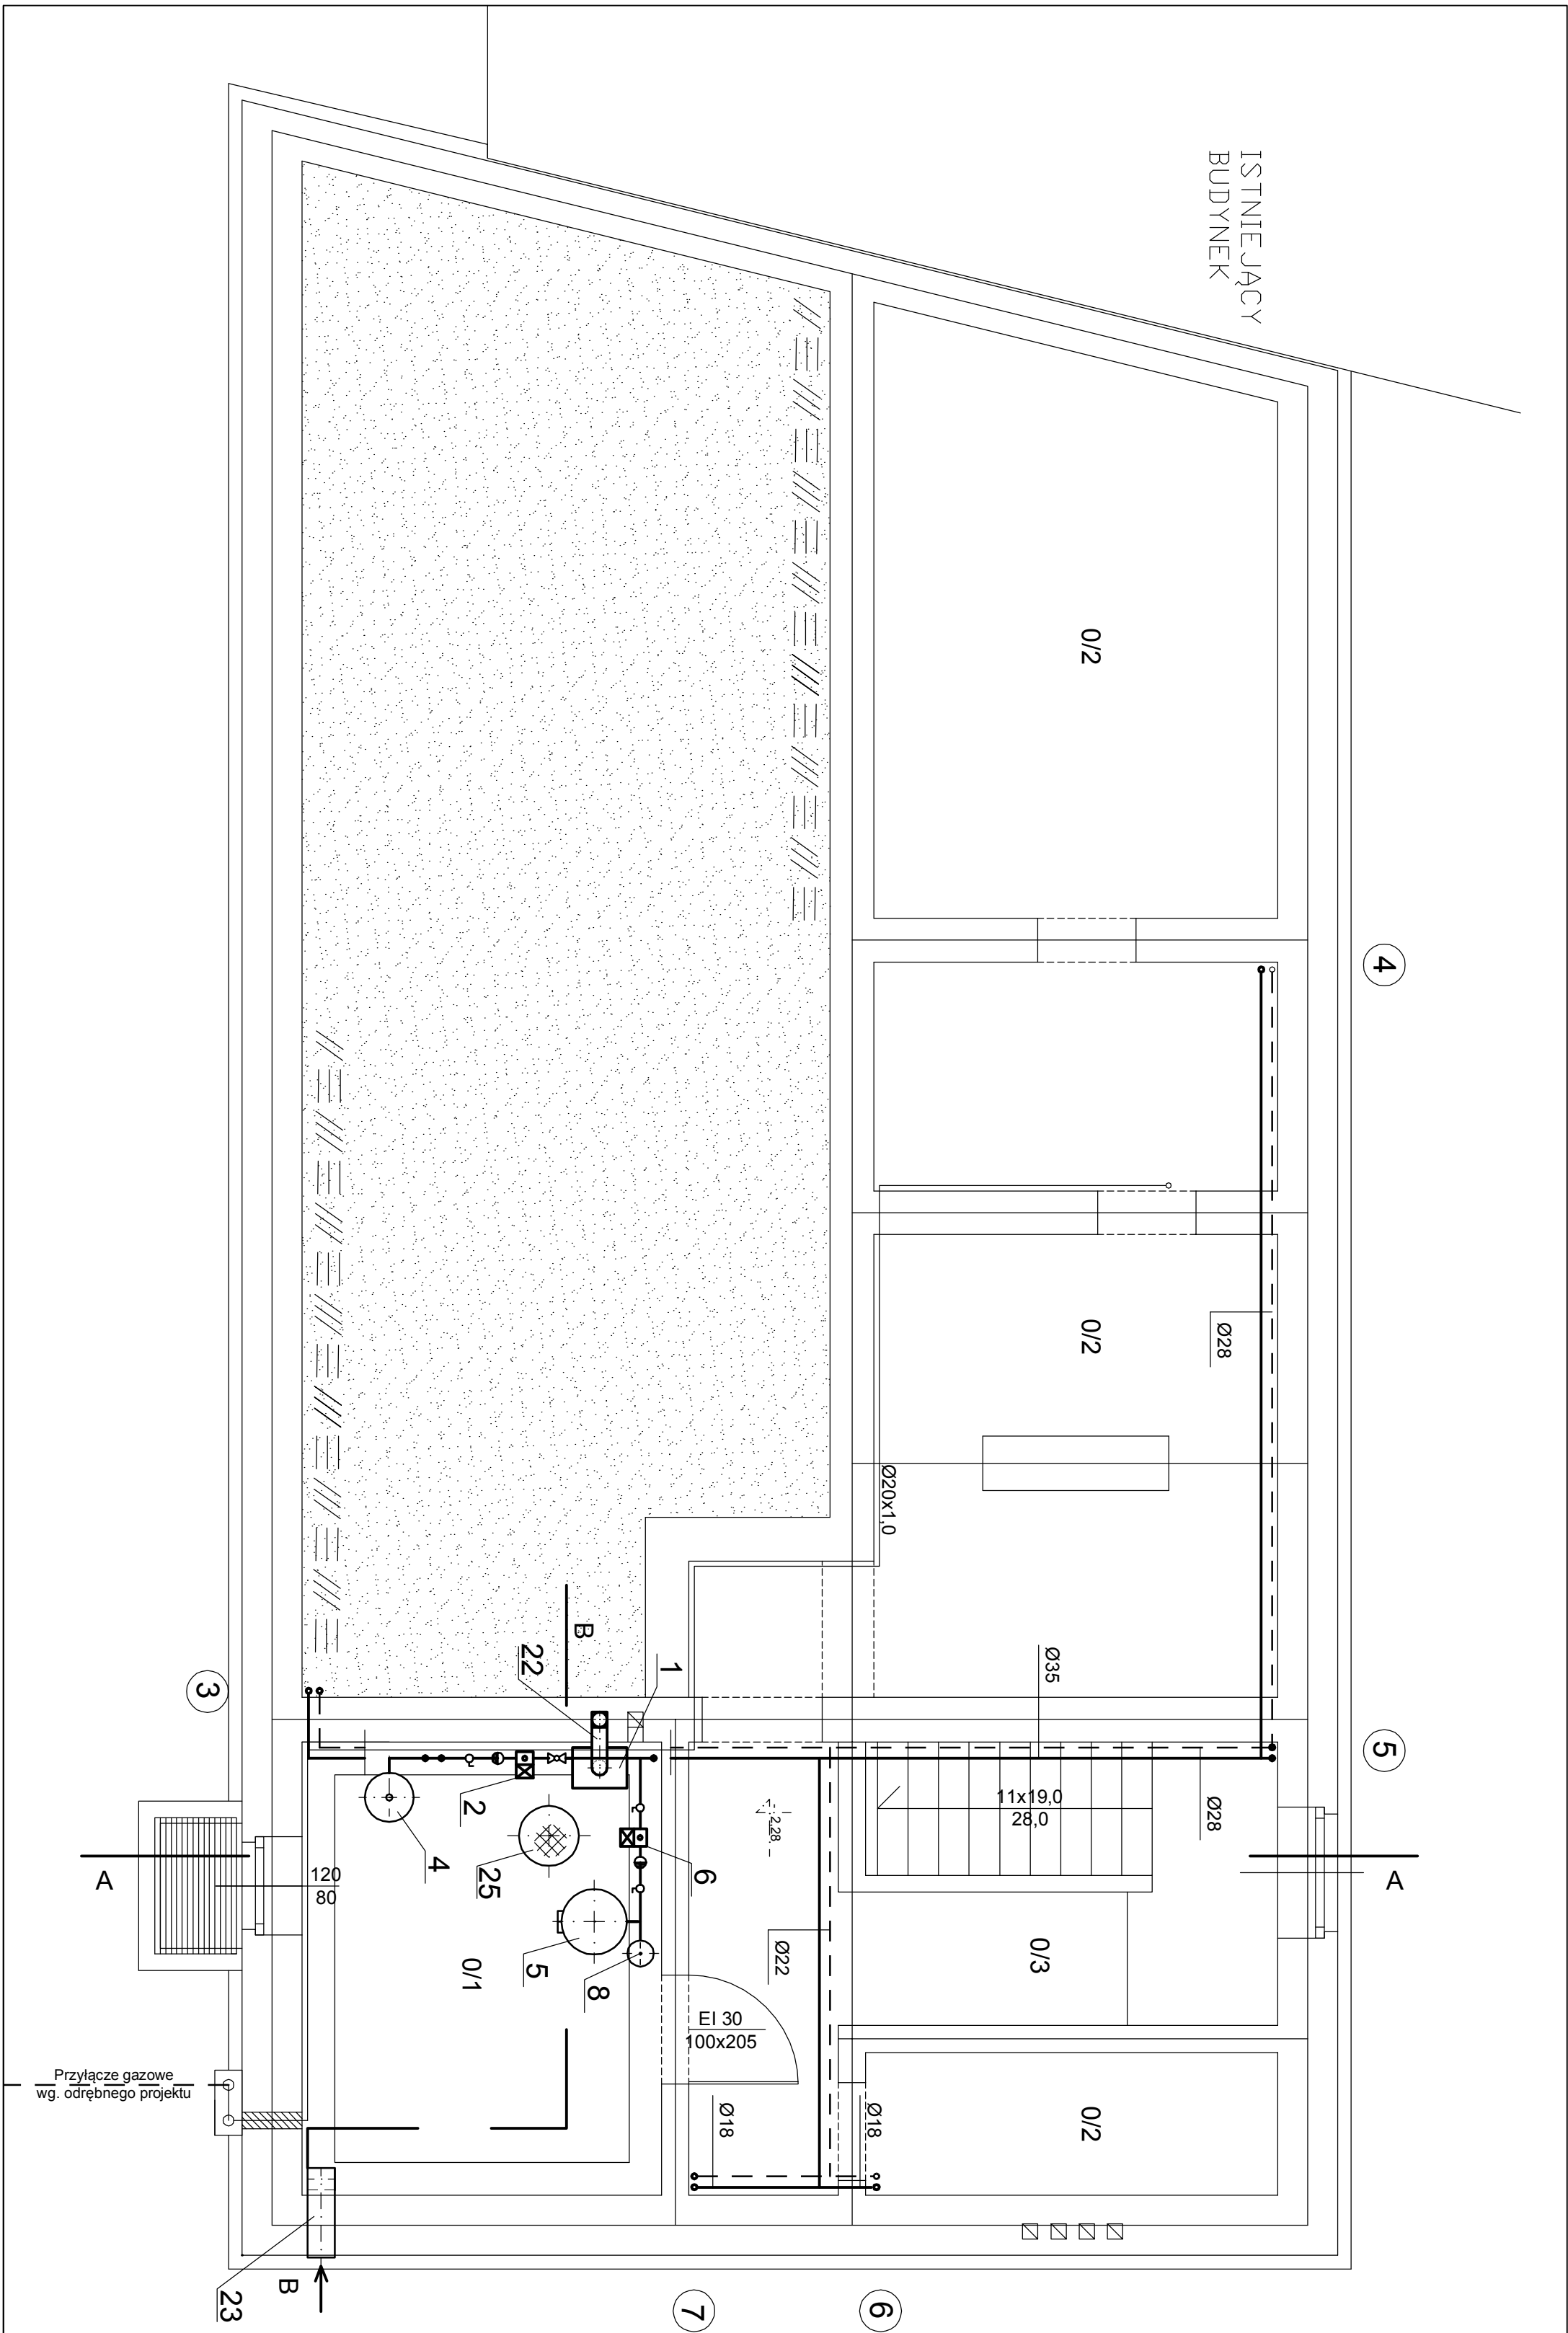 ISTNIEJĄCY
BUDYNEK
0/2
4
0/2
Ø28
Ø20x1,0
Ø35
5
3
B
22
1
11x19,0
28,0
Ø28
2,28
2
4
25
6
A
120
80
A
5
8
0/1
Ø22
0/3
EI 30
100x205
Przyłącze gazowe
wg. odrębnego projektu
Ø18
Ø18
0/2
23
B
7
6